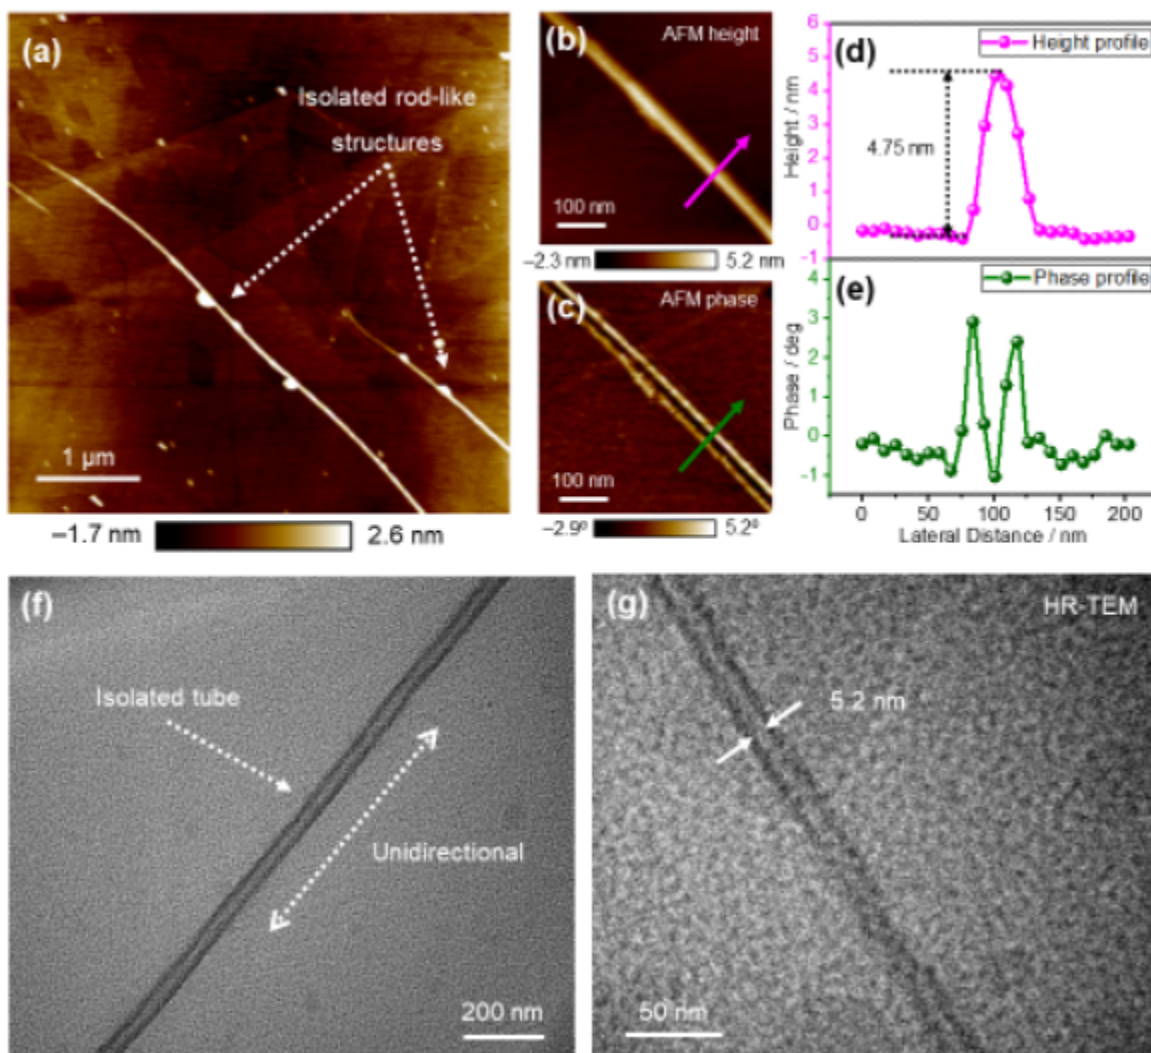 (a)
Isolated rod-like
structures
1 µm
–1.7 nm
2.6 nm
(b)
AFM height
100 nm
–2.3 nm
5.2 nm
(c)
AFM phase
100 nm
–2.9º
5.2º
(d)
Height profile
6
5
4
3
2
1
0
-1
Height / nm
4.75 nm
(e)
Phase profile
4
3
2
1
0
-1
Phase / deg
0 50 100 150 200
Lateral Distance / nm
(f)
Isolated tube
Unidirectional
200 nm
(g)
HR-TEM
5.2 nm
50 nm